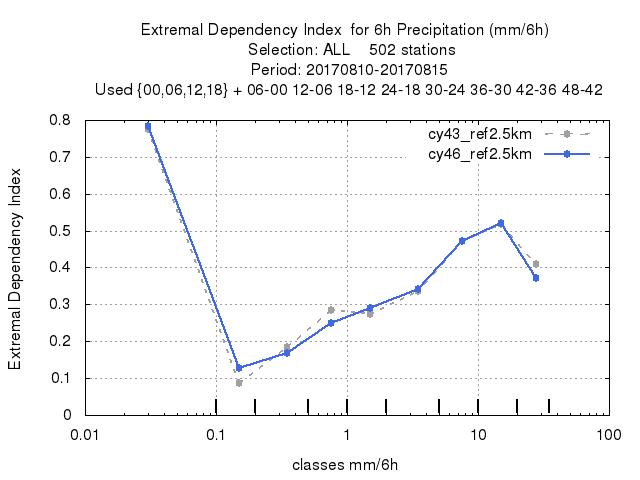 Extremal Dependency Index  for 6h Precipitation (mm/6h)
Selection: ALL    502 stations
Period: 20170810-20170815
Used {00,06,12,18} + 06-00 12-06 18-12 24-18 30-24 36-30 42-36 48-42
cy43_ref2.5km
cy46_ref2.5km
Extremal Dependency Index
0.8
0.7
0.6
0.5
0.4
0.3
0.2
0.1
0
0.01 0.1 1 10 100
classes mm/6h